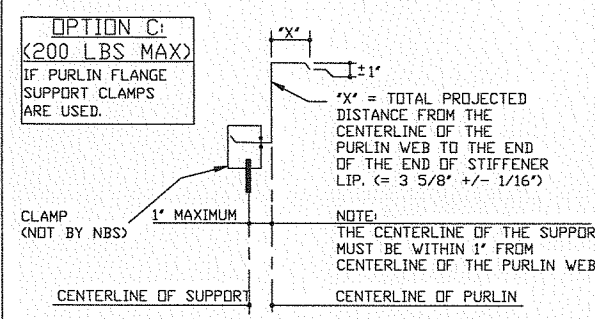 OPTION C:
(200 LBS MAX)
IF PURLIN FLANGE
SUPPORT CLAMPS
ARE USED.
"X"
±1"
"X" = TOTAL PROJECTED
DISTANCE FROM THE
CENTERLINE OF THE
PURLIN WEB TO THE END
OF THE END OF STIFFENER
LIP. (= 3 5/8" +/- 1/16")
CLAMP
(NOT BY NBS)
1" MAXIMUM
NOTE:
THE CENTERLINE OF THE SUPPOR
MUST BE WITHIN 1" FROM
CENTERLINE OF THE PURLIN WEB
CENTERLINE OF SUPPORT
CENTERLINE OF PURLIN